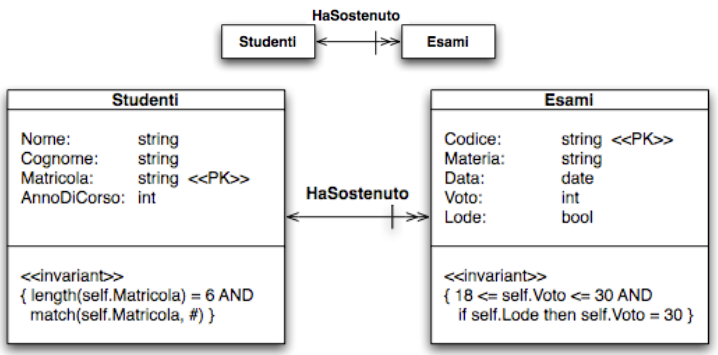 HaSostenuto
Studenti
Esami
Studenti
Nome: string
Cognome: string
Matricola: string <<PK>>
AnnoDiCorso: int
<<invariant>>
{ length(self.Matricola) = 6 AND
match(self.Matricola, #) }
HaSostenuto
Esami
Codice: string <<PK>>
Materia: string
Data: date
Voto: int
Lode: bool
<<invariant>>
{ 18 <= self.Voto <= 30 AND
if self.Lode then self.Voto = 30 }